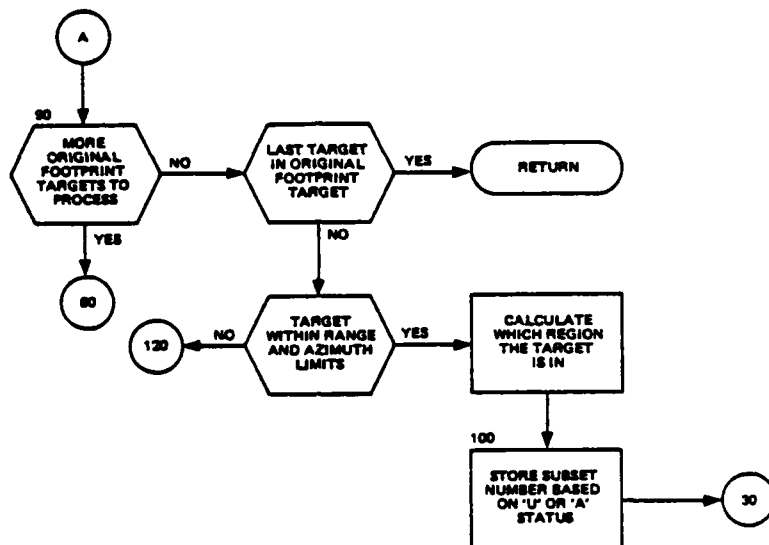 A
90
MORE
ORIGINAL
FOOTPRINT
TARGETS TO
PROCESS
NO
LAST TARGET
IN ORIGINAL
FOOTPRINT
TARGET
YES
RETURN
YES
NO
60
120
NO
TARGET
WITHIN RANGE
AND AZIMUTH
LIMITS
YES
CALCULATE
WHICH REGION
THE TARGET
IS IN
100
STORE SUBSET
NUMBER BASED
ON 'U' OR 'A'
STATUS
30